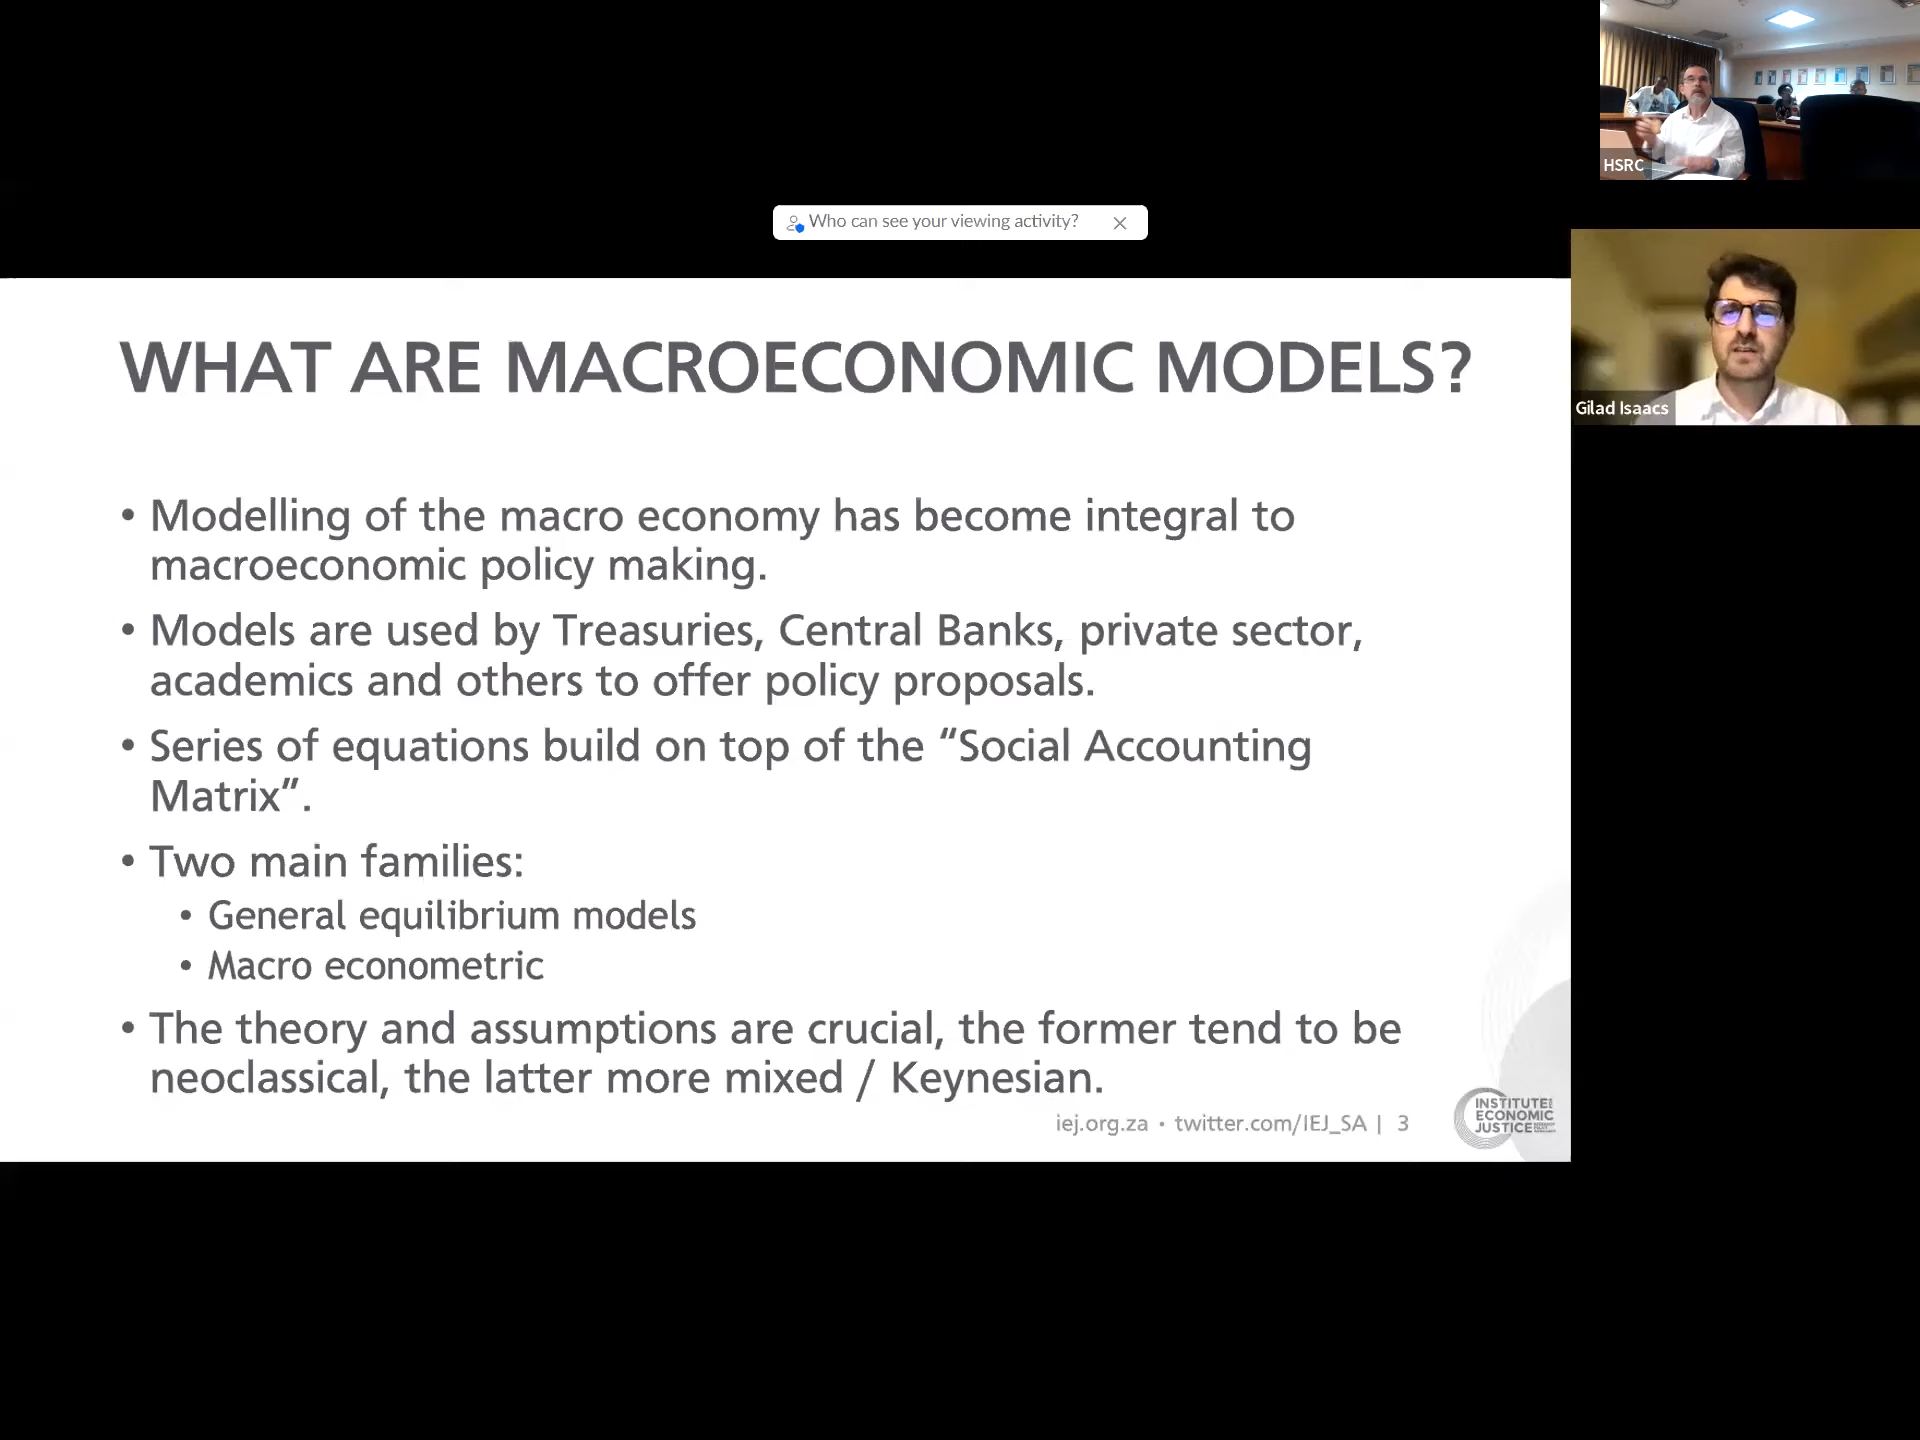 HSRC
Who can see your viewing activity?
Gilad Isaacs
WHAT ARE MACROECONOMIC MODELS?
• Modelling of the macro economy has become integral to
macroeconomic policy making.
• Models are used by Treasuries, Central Banks, private sector,
academics and others to offer policy proposals.
• Series of equations build on top of the “Social Accounting
Matrix”.
• Two main families:
• General equilibrium models
• Macro econometric
• The theory and assumptions are crucial, the former tend to be
neoclassical, the latter more mixed / Keynesian.
iej.org.za • twitter.com/IEJ_SA | 3
INSTITUTE
ECONOMIC
JUSTICE